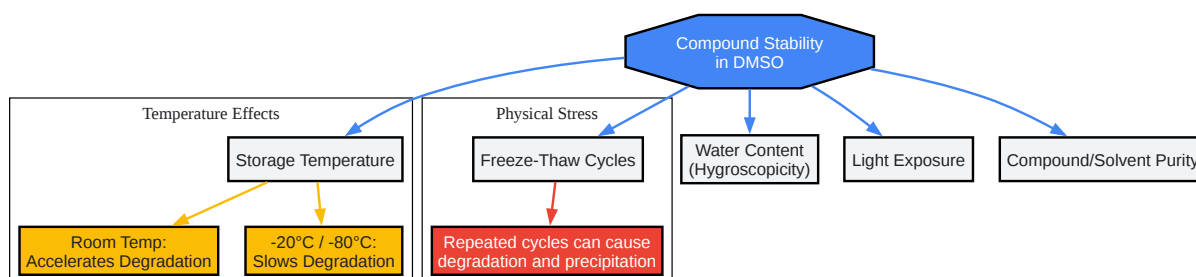 Compound Stability
in DMSO
Temperature Effects
Physical Stress
Storage Temperature
Freeze-Thaw Cycles
Water Content
(Hygroscopicity)
Light Exposure
Compound/Solvent Purity
Room Temp:
Accelerates Degradation
-20°C / -80°C:
Slows Degradation
Repeated cycles can cause
degradation and precipitation